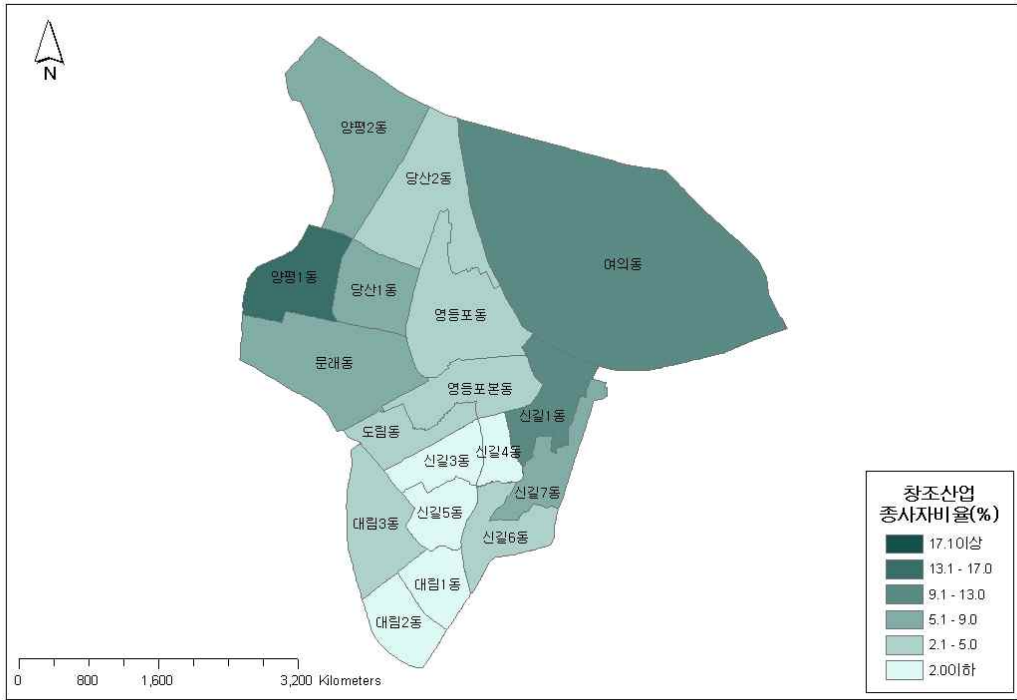 N
양평2동
당산2동
여의동
양평1동
당산1동
영등포동
문래동
영등포본동
신길1동
도림동
신길3동
신길4동
신길7동
신길5동
대림3동
신길6동
대림1동
대림2동
창조산업
종사자비율(%)
17.1이상
13.1 - 17.0
9.1 - 13.0
5.1 - 9.0
2.1 - 5.0
2.0이하
0 800 1,600 3,200 Kilometers